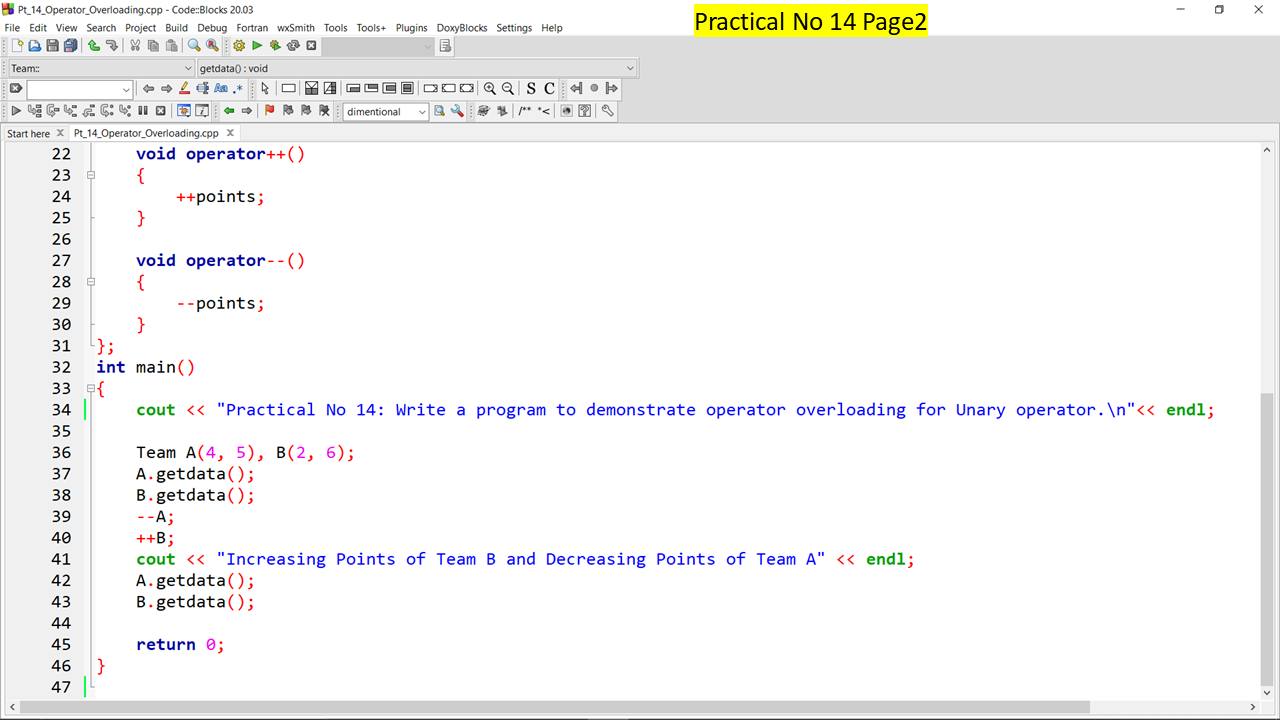 Pt_14_Operator_Overloading.cpp - Code::Blocks 20.03
Practical No 14 Page2
File Edit View Search Project Build Debug Fortran wxSmith Tools Tools+ Plugins DoxyBlocks Settings Help
Team:: getdata() : void
Aa .*
S C
dimentional /** *<
Start here Pt_14_Operator_Overloading.cpp
22 void operator++()
23 {
24 ++points;
25 }
26
27 void operator--()
28 {
29 --points;
30 }
31 };
32 int main()
33 {
34 cout << "Practical No 14: Write a program to demonstrate operator overloading for Unary operator.\n"<< endl;
35
36 Team A(4, 5), B(2, 6);
37 A.getdata();
38 B.getdata();
39 --A;
40 ++B;
41 cout << "Increasing Points of Team B and Decreasing Points of Team A" << endl;
42 A.getdata();
43 B.getdata();
44
45 return 0;
46 }
47